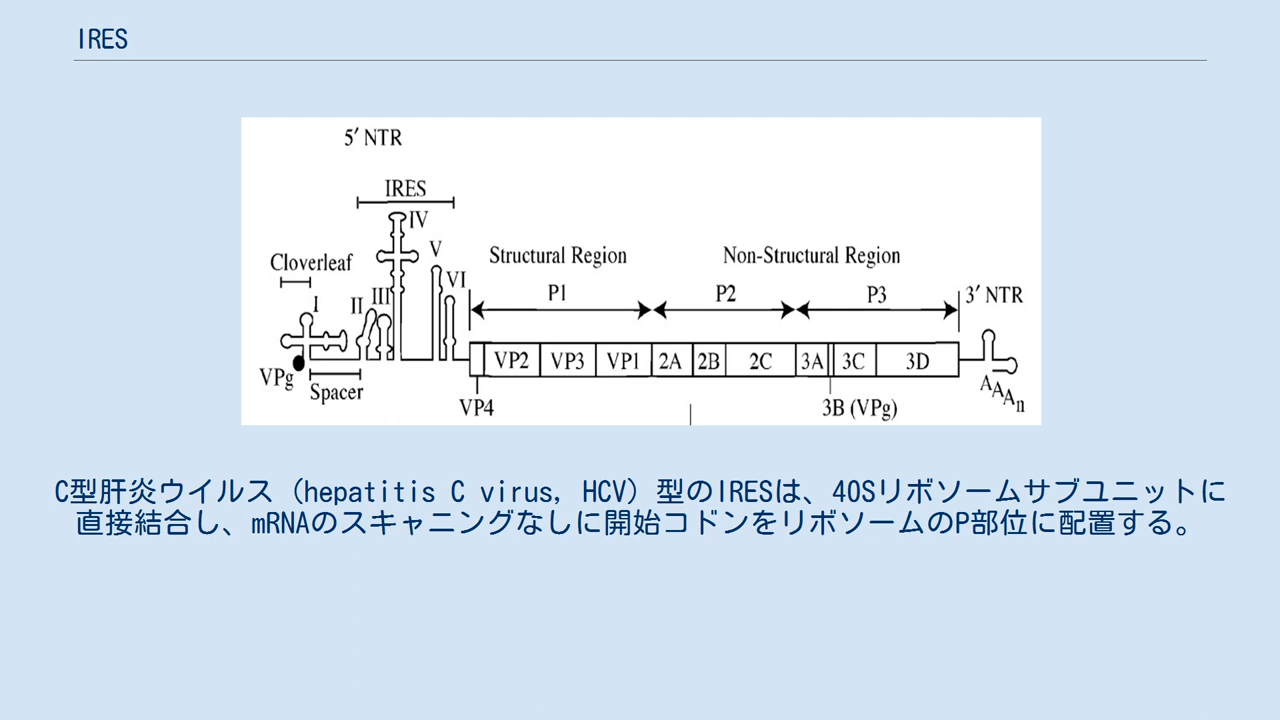 IRES
5′ NTR
IRES
IV
V
VI
Cloverleaf
I
II
III
Structural Region
Non-Structural Region
P1
P2
P3
3′ NTR
VPg
Spacer
VP2 VP3 VP1 2A 2B 2C 3A 3C 3D
VP4
3B (VPg)
AAAn
C型肝炎ウイルス（hepatitis C virus, HCV）型のIRESは、40Sリボソームサブユニットに
直接結合し、mRNAのスキャニングなしに開始コドンをリボソームのP部位に配置する。